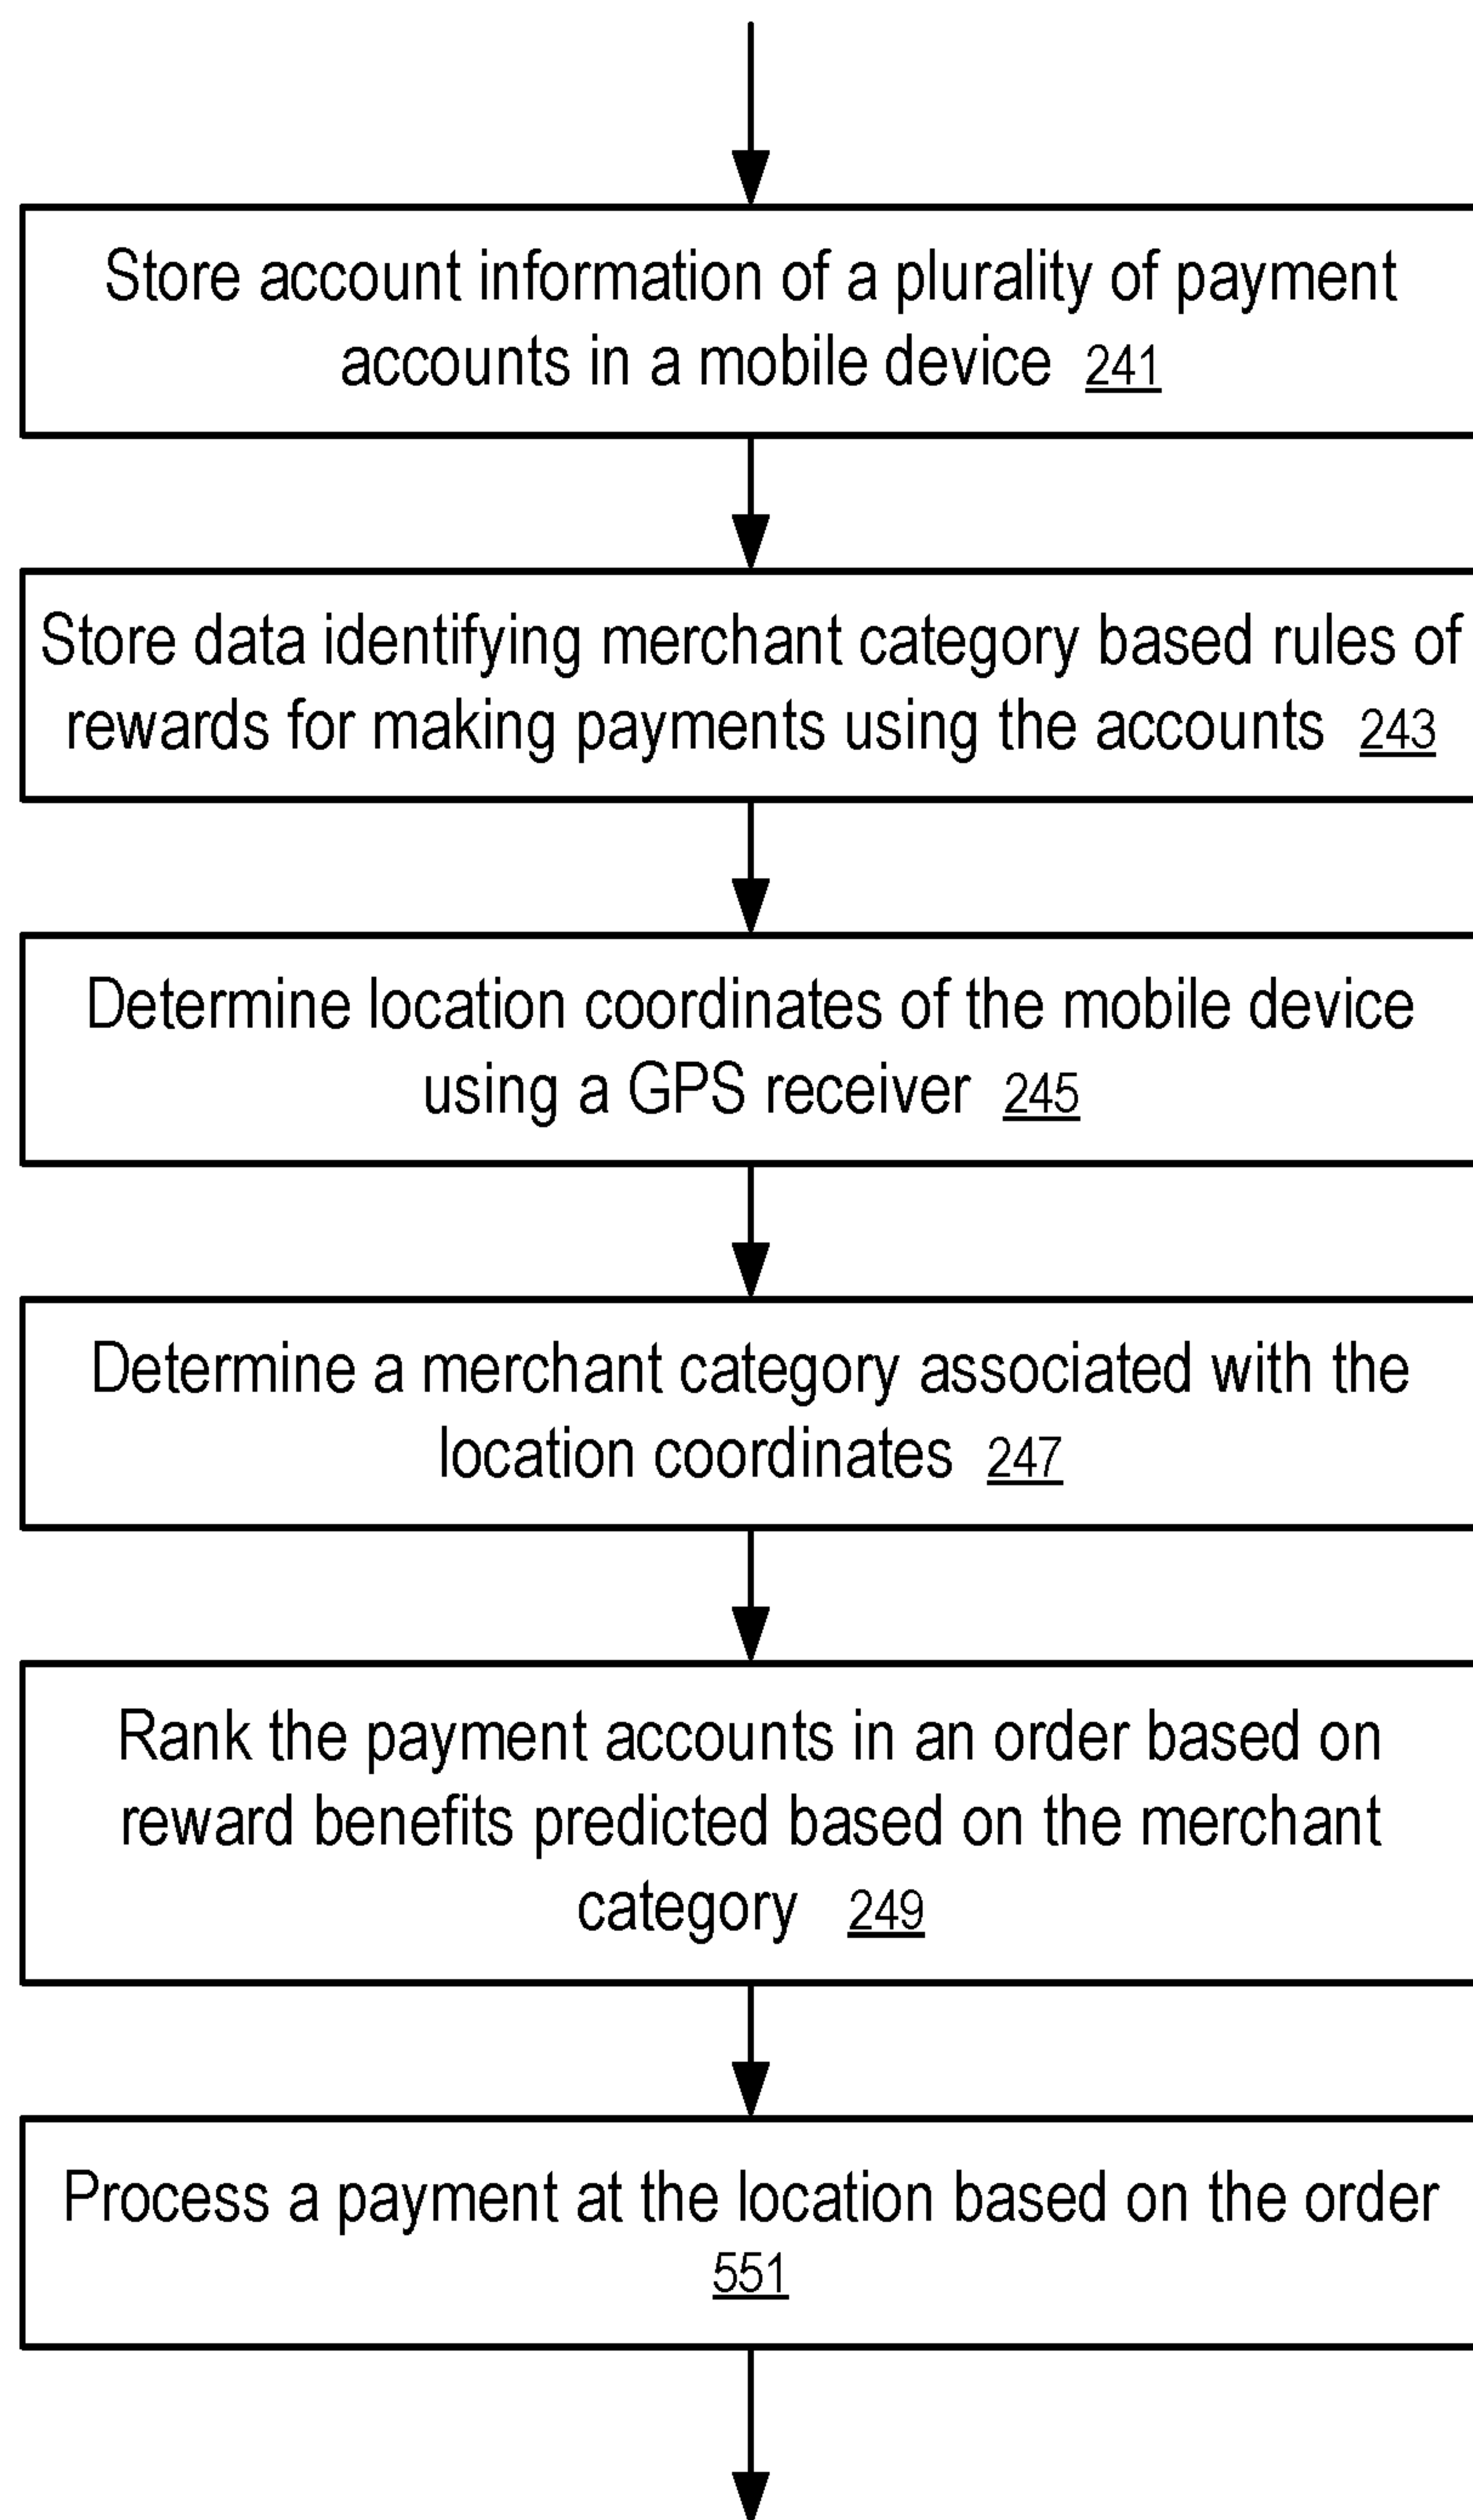 Store account information of a plurality of payment
accounts in a mobile device 241
Store data identifying merchant category based rules of
rewards for making payments using the accounts 243
Determine location coordinates of the mobile device
using a GPS receiver 245
Determine a merchant category associated with the
location coordinates 247
Rank the payment accounts in an order based on
reward benefits predicted based on the merchant
category 249
Process a payment at the location based on the order
551